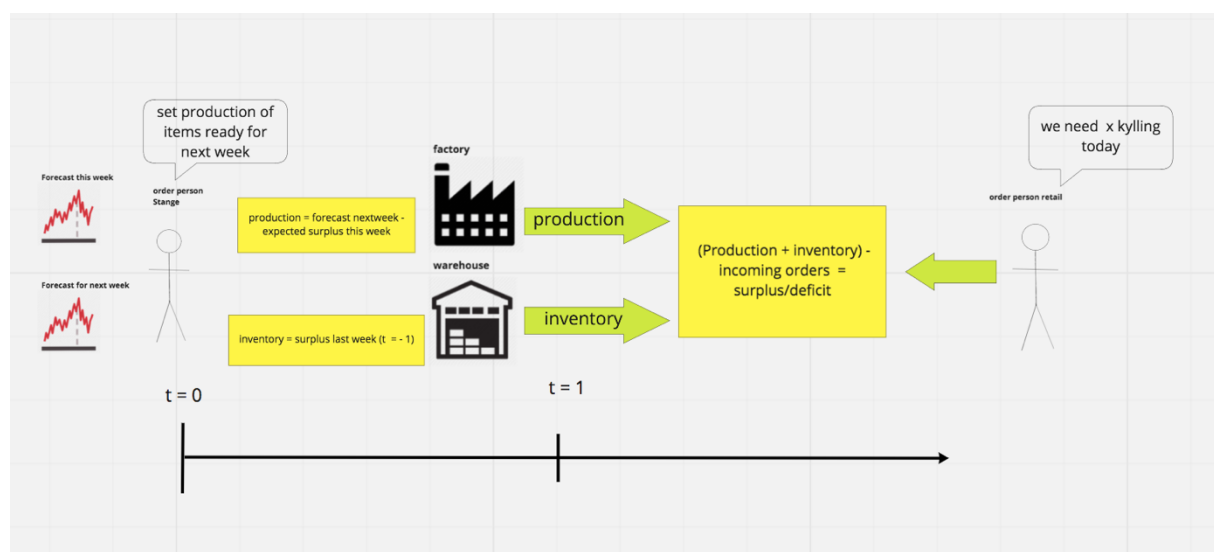 set production of
items ready for
next week
we need  x kylling
today
factory
Forecast this week
order person
Stange
order person retail
production = forecast nextweek -
expected surplus this week
production
(Production + inventory) -
incoming orders  =
surplus/deficit
warehouse
Forecast for next week
inventory
inventory = surplus last week (t  = - 1)
t = 0
t = 1